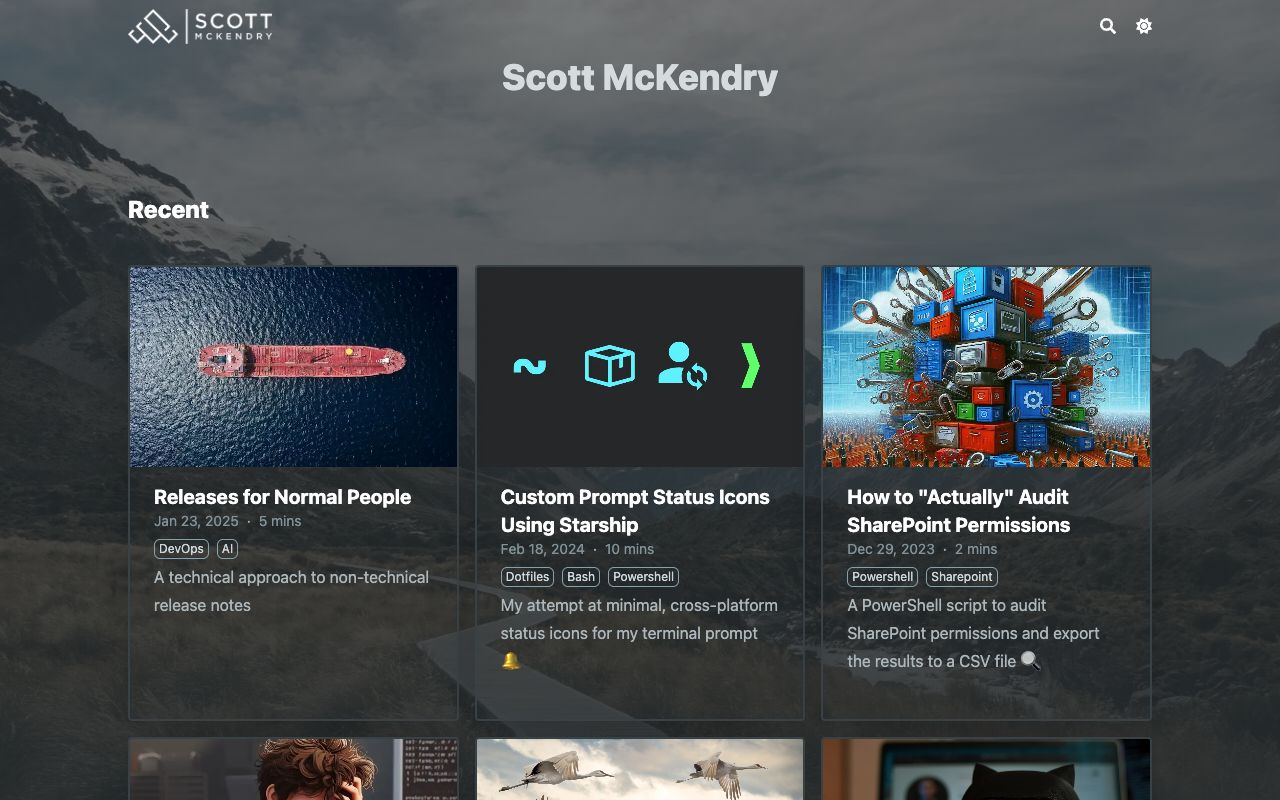 SCOTT
MCKENDRY
Scott McKendry
Recent
Releases for Normal People
Jan 23, 2025 · 5 mins
DevOps AI
A technical approach to non-technical
release notes
Custom Prompt Status Icons
Using Starship
Feb 18, 2024 · 10 mins
Dotfiles Bash Powershell
My attempt at minimal, cross-platform
status icons for my terminal prompt
🔔
How to "Actually" Audit
SharePoint Permissions
Dec 29, 2023 · 2 mins
Powershell Sharepoint
A PowerShell script to audit
SharePoint permissions and export
the results to a CSV file 🔍